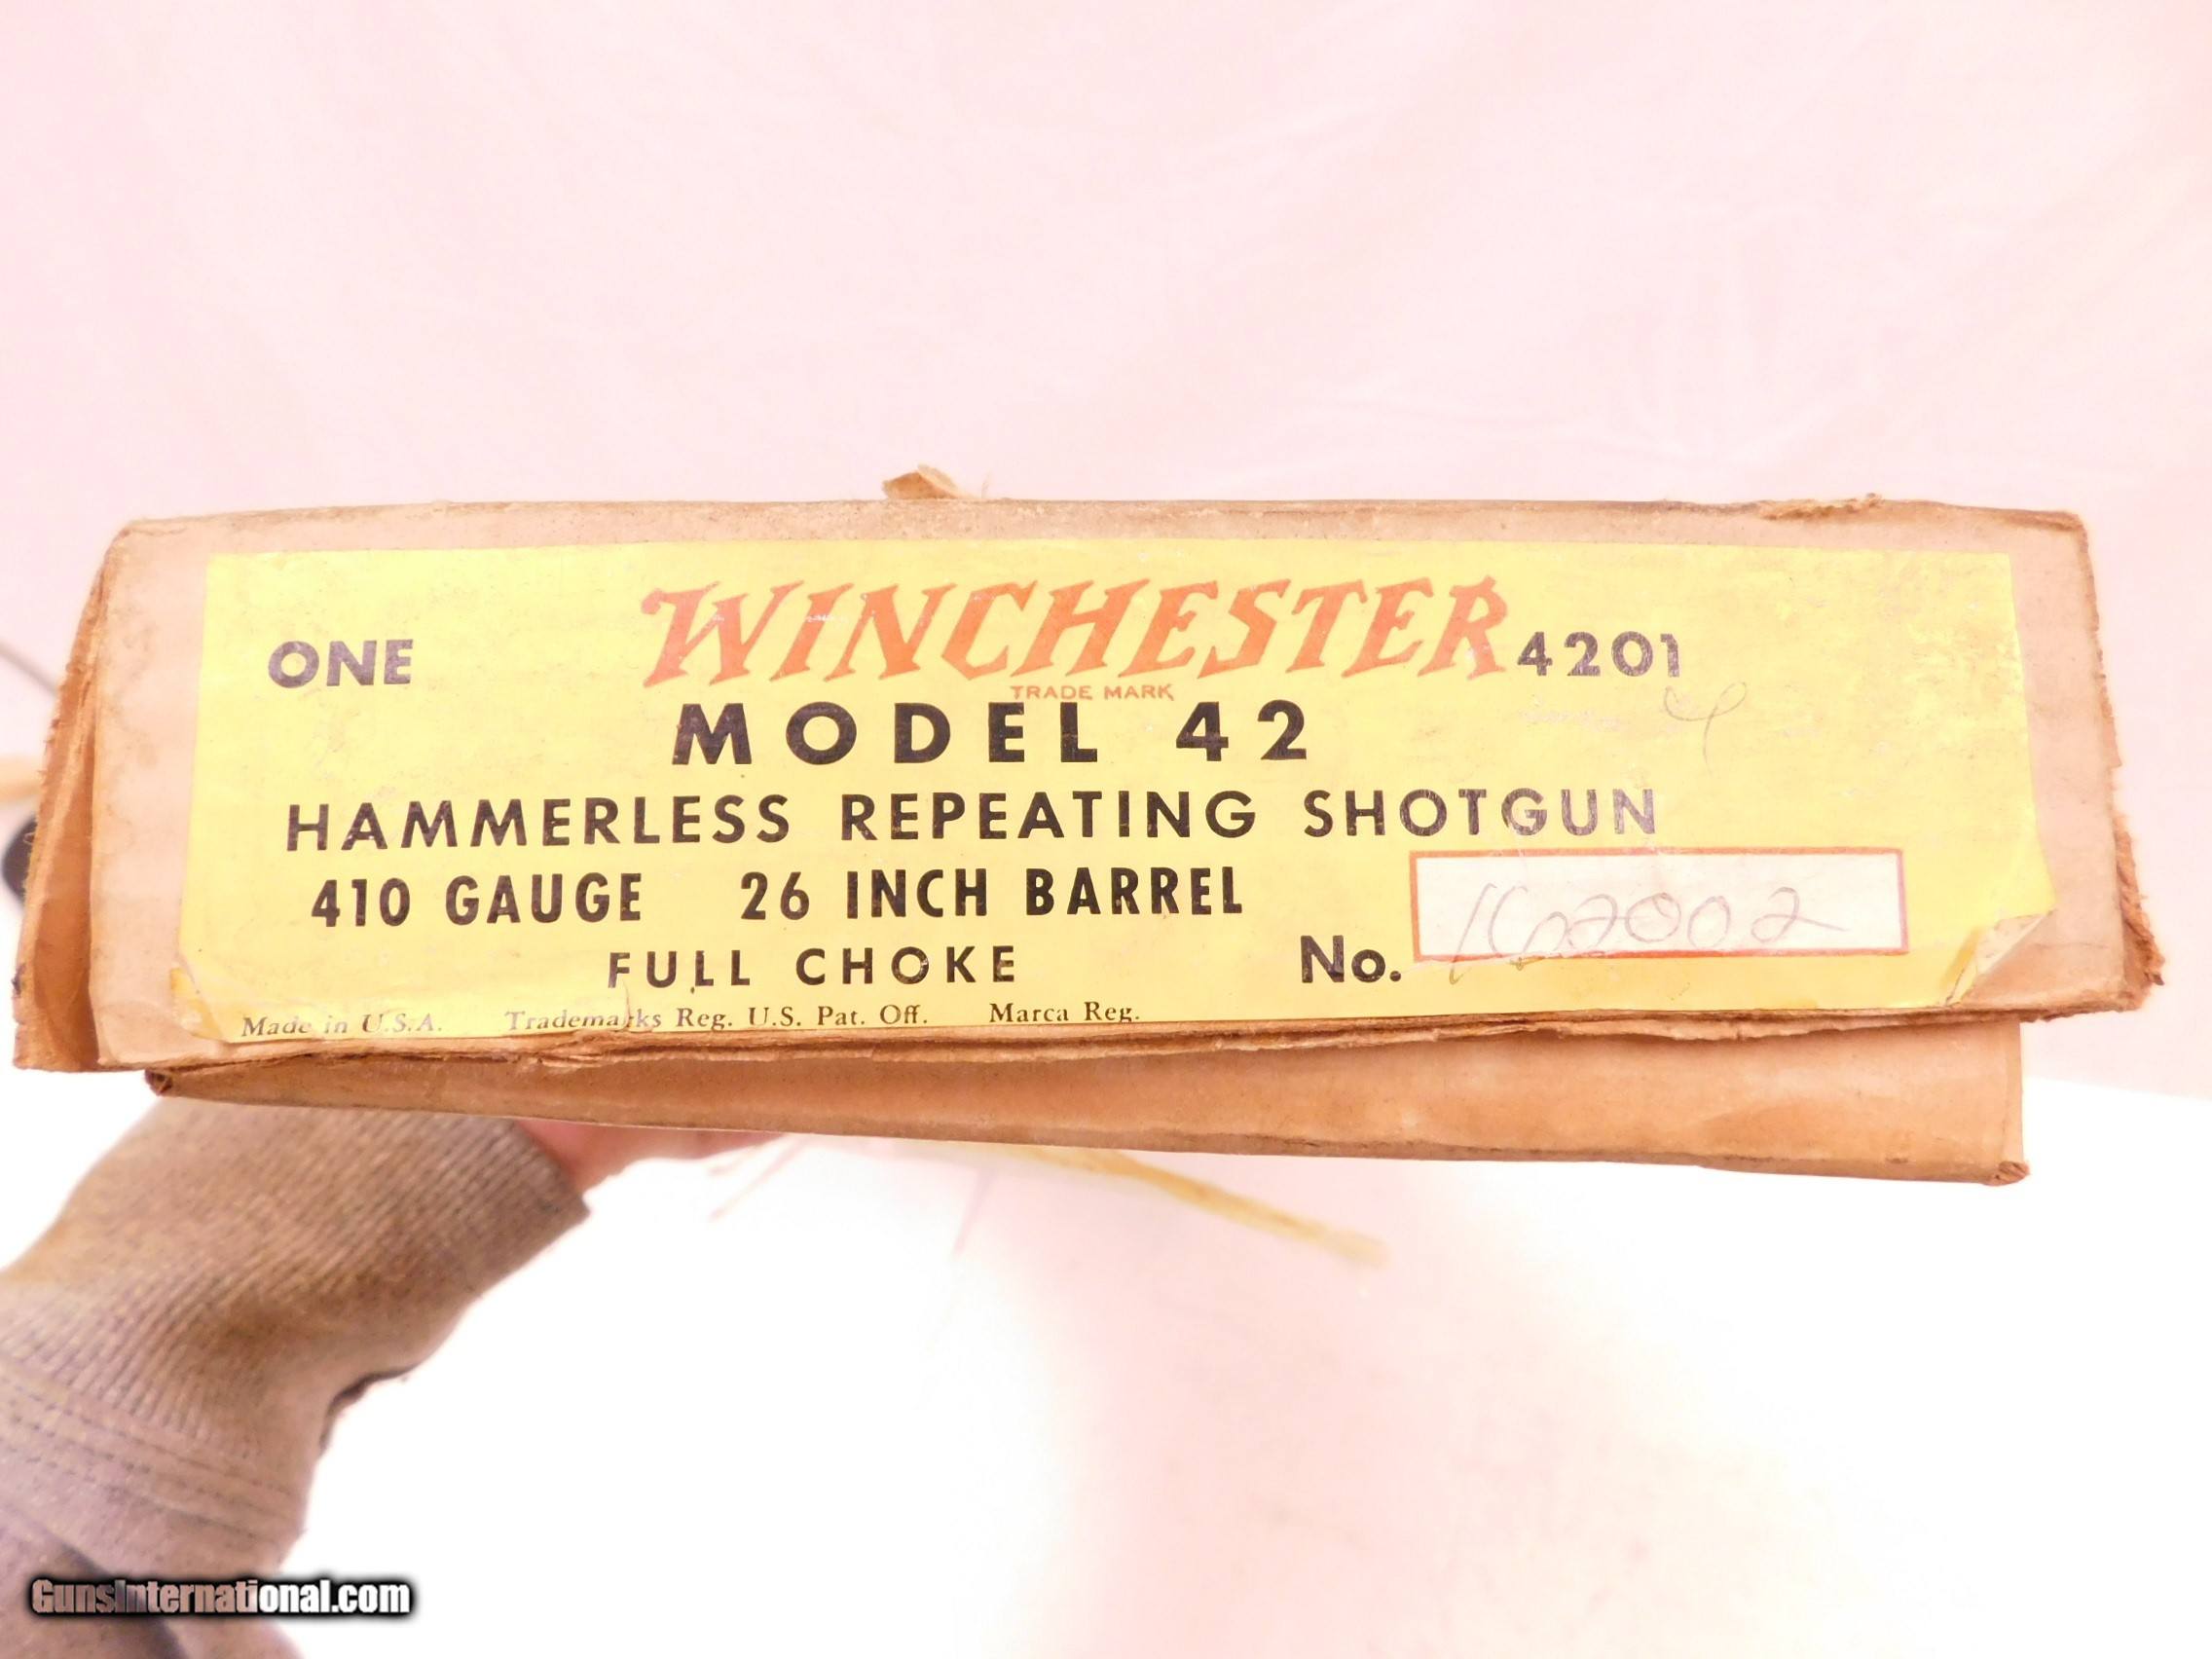 ONE WINCHESTER 4201
TRADE MARK
MODEL 42
HAMMERLESS REPEATING SHOTGUN
410 GAUGE 26 INCH BARREL
FULL CHOKE No. 162002
Made in U.S.A. Trademarks Reg. U.S. Pat. Off. Marca Reg.
GunsInternational.com